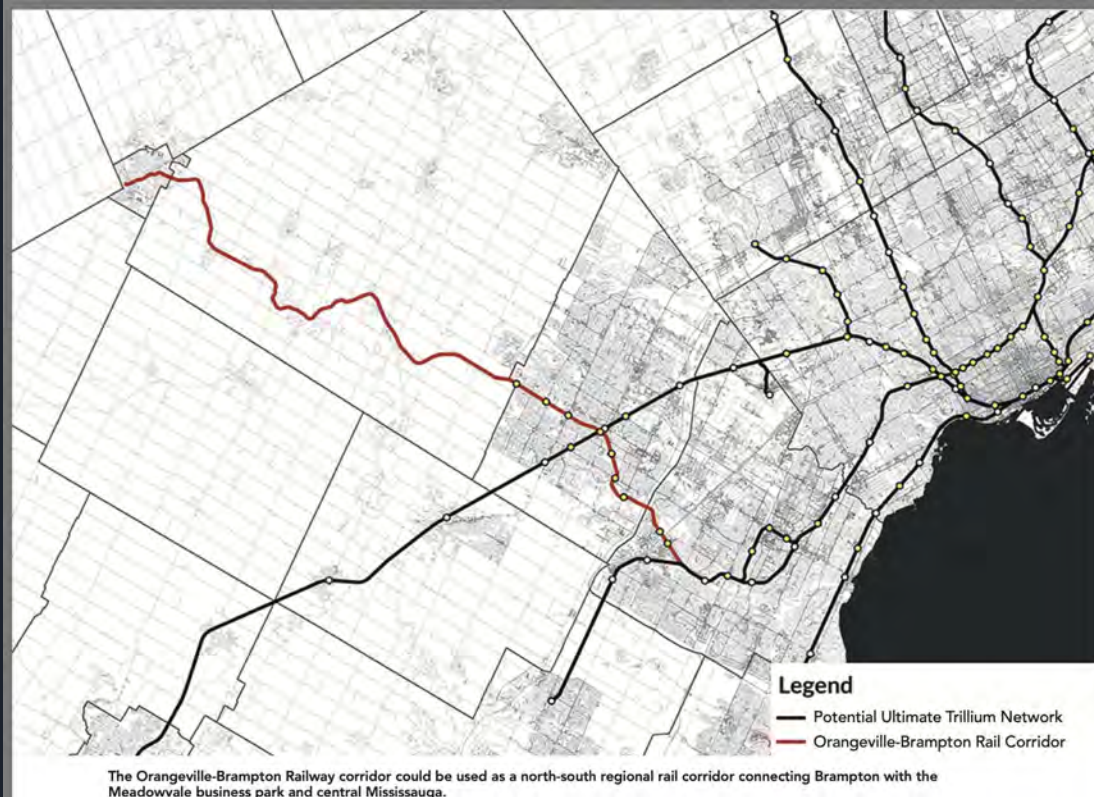 Legend
Potential Ultimate Trillium Network
Orangeville-Brampton Rail Corridor
The Orangeville-Brampton Railway corridor could be used as a north-south regional rail corridor connecting Brampton with the
Meadowvale business park and central Mississauga.